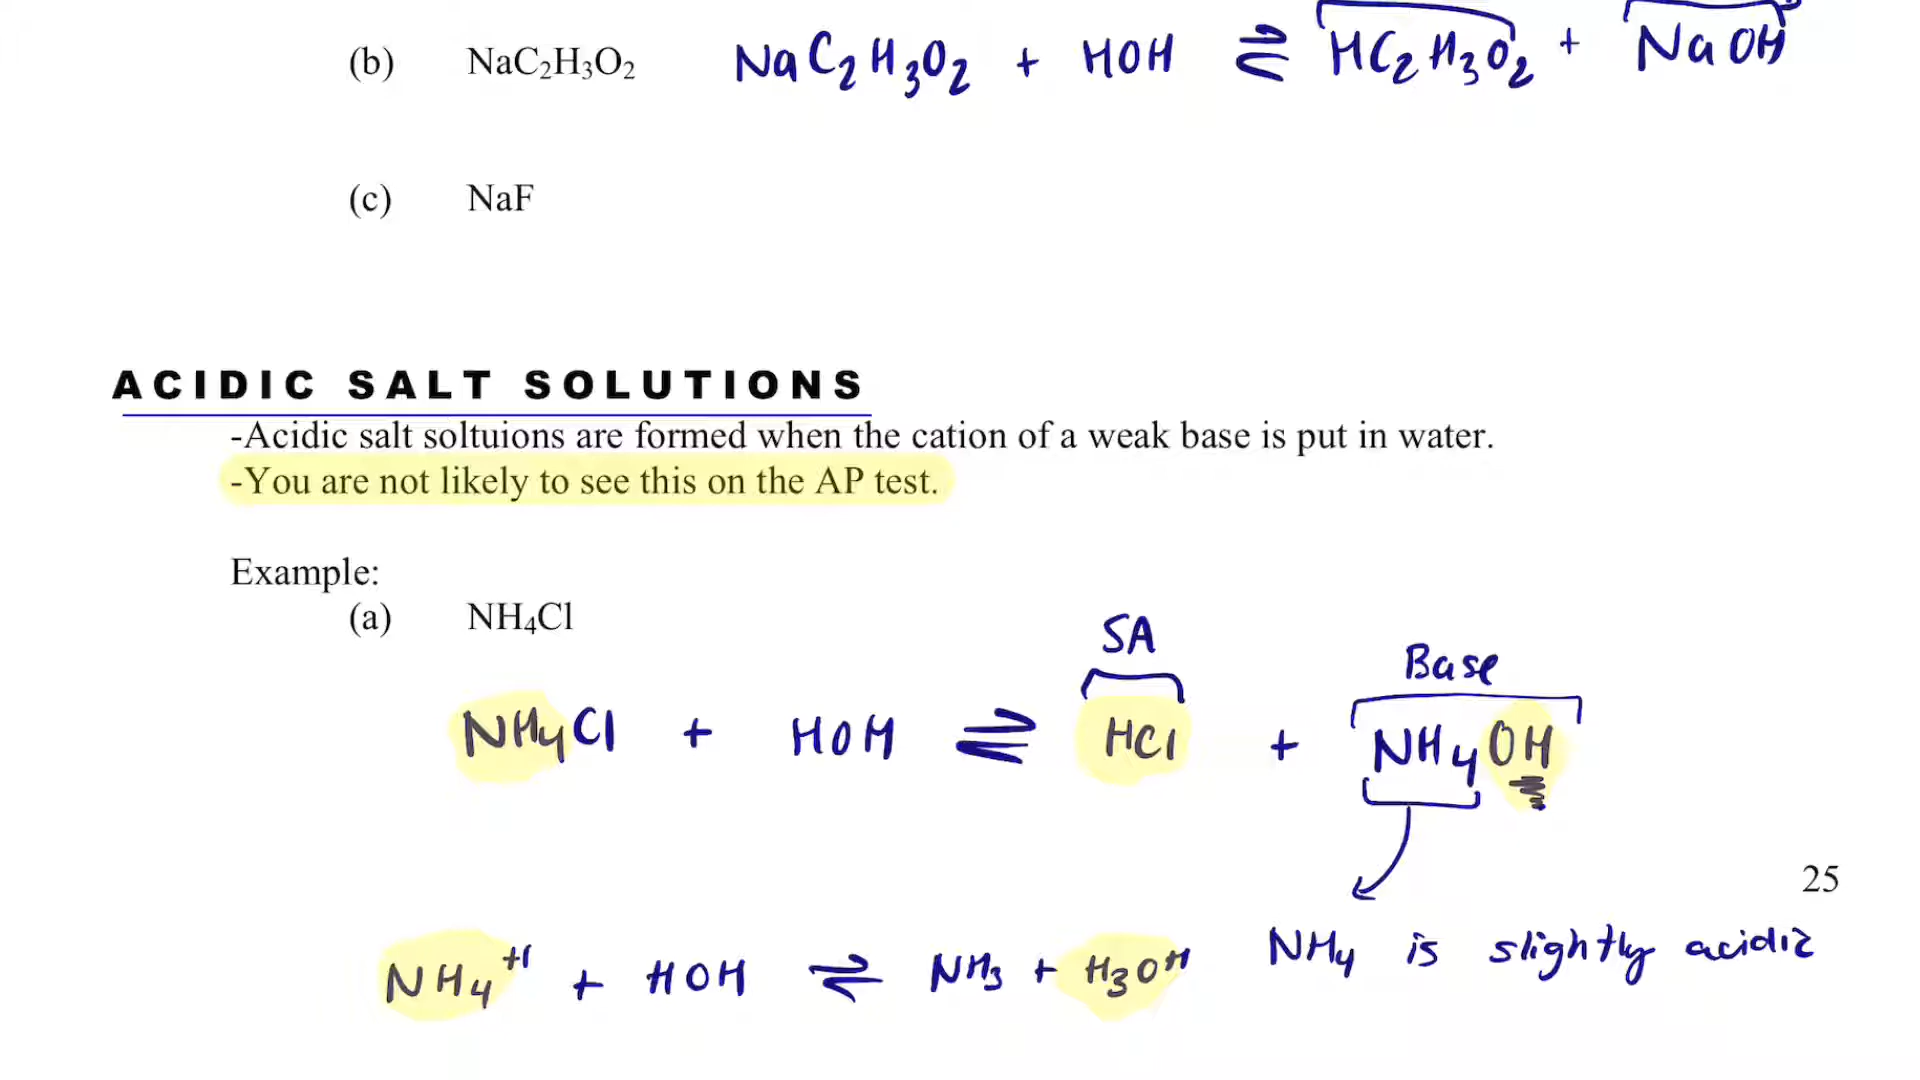 (b) NaC₂H₃O₂ NaC₂H₃O₂ + HOH ⇌ HC₂H₃O₂ + NaOH
(c) NaF
ACIDIC SALT SOLUTIONS
-Acidic salt soltuions are formed when the cation of a weak base is put in water.
-You are not likely to see this on the AP test.
Example:
(a) NH₄Cl
SA Base
NH₄Cl + HOH ⇌ HCl + NH₄OH
25
NH₄⁺¹ + HOH ⇌ NH₃ + H₃O⁺¹ NH₄ is slightly acidic